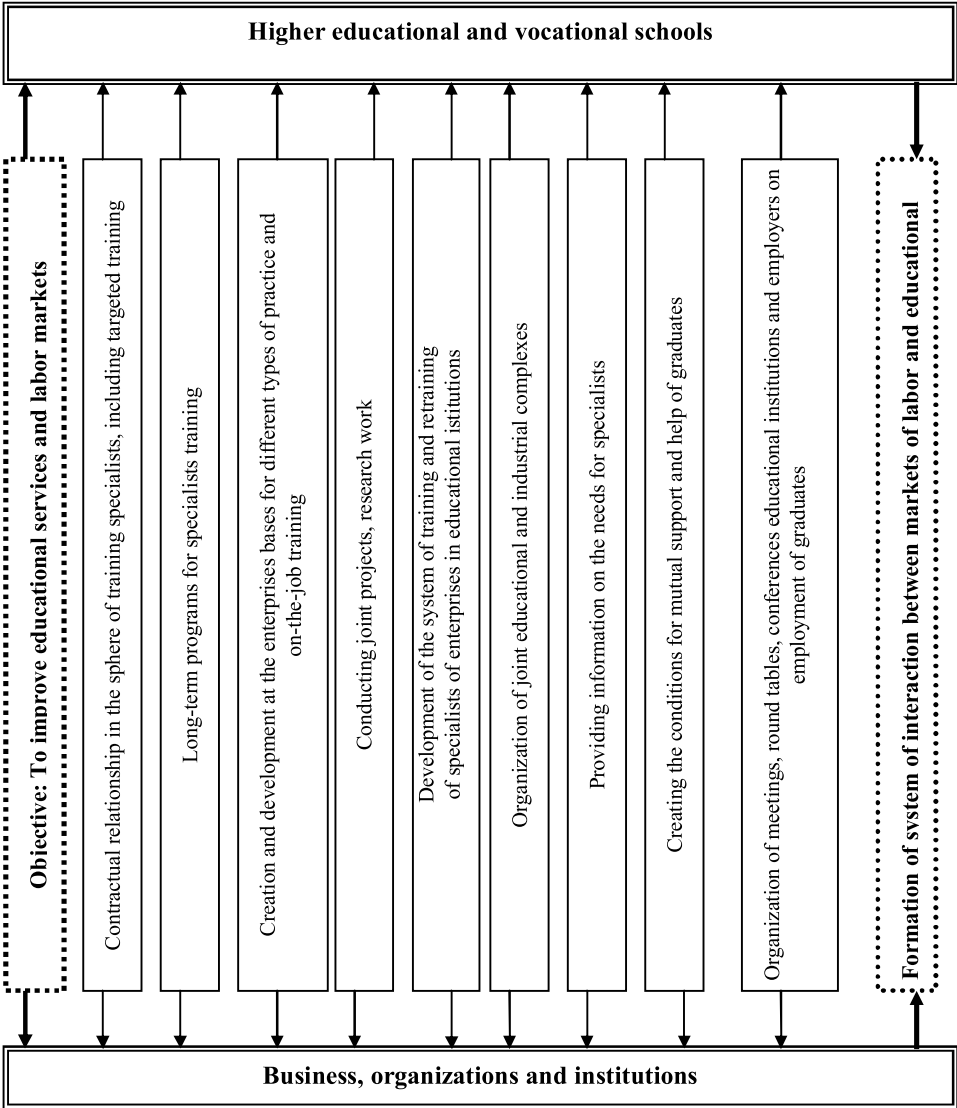 Higher educational and vocational schools
Objective: To improve educational services and labor markets
Contractual relationship in the sphere of training specialists, including targeted training
Long-term programs for specialists training
Creation and development at the enterprises bases for different types of practice and
on-the-job training
Conducting joint projects, research work
Development of the system of training and retraining
of specialists of enterprises in educational istitutions
Organization of joint educational and industrial complexes
Providing information on the needs for specialists
Creating the conditions for mutual support and help of graduates
Organization of meetings, round tables, conferences educational institutions and employers on
employment of graduates
Formation of system of interaction between markets of labor and educational
Business, organizations and institutions